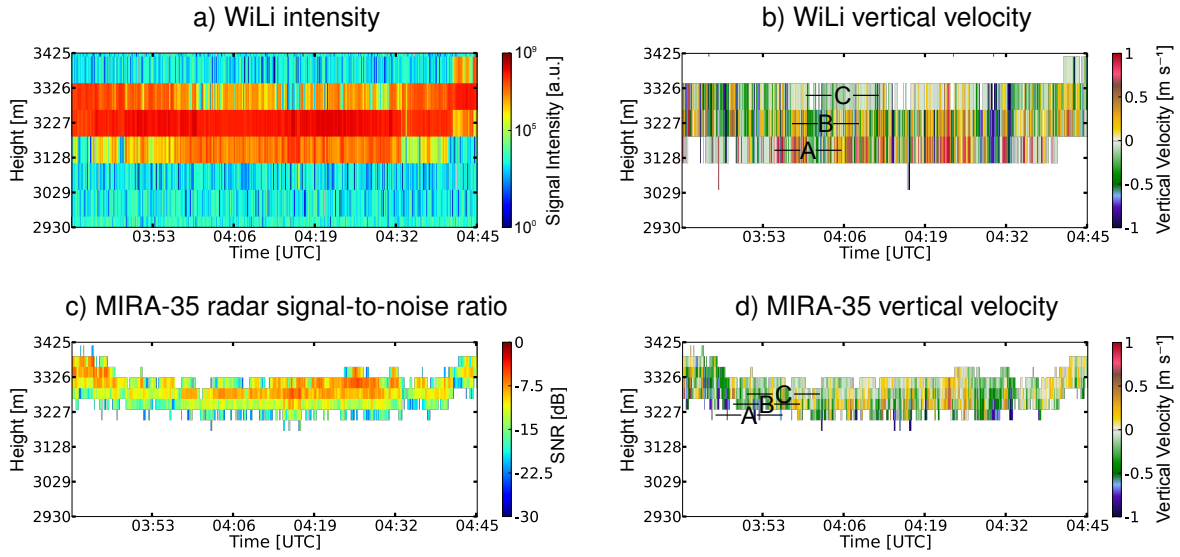 a) WiLi intensity
b) WiLi vertical velocity
3425
3326
3227
3128
3029
2930
Height [m]
03:53 04:06 04:19 04:32 04:45
Time [UTC]
10⁹
10⁵
10⁰
Signal Intensity [a.u.]
3425
3326
3227
3128
3029
2930
Height [m]
C
B
A
03:53 04:06 04:19 04:32 04:45
Time [UTC]
1
0.5
0
-0.5
-1
Vertical Velocity [m s⁻¹]
c) MIRA-35 radar signal-to-noise ratio
d) MIRA-35 vertical velocity
3425
3326
3227
3128
3029
2930
Height [m]
03:53 04:06 04:19 04:32 04:45
Time [UTC]
0
-7.5
-15
-22.5
-30
SNR [dB]
3425
3326
3227
3128
3029
2930
Height [m]
C
B
A
03:53 04:06 04:19 04:32 04:45
Time [UTC]
1
0.5
0
-0.5
-1
Vertical Velocity [m s⁻¹]